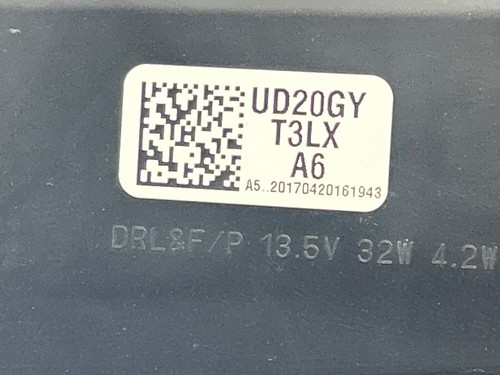 UD20GY
T3LX
A6
A5..20170420161943
DRL&F/P 13.5V 32W 4.2W